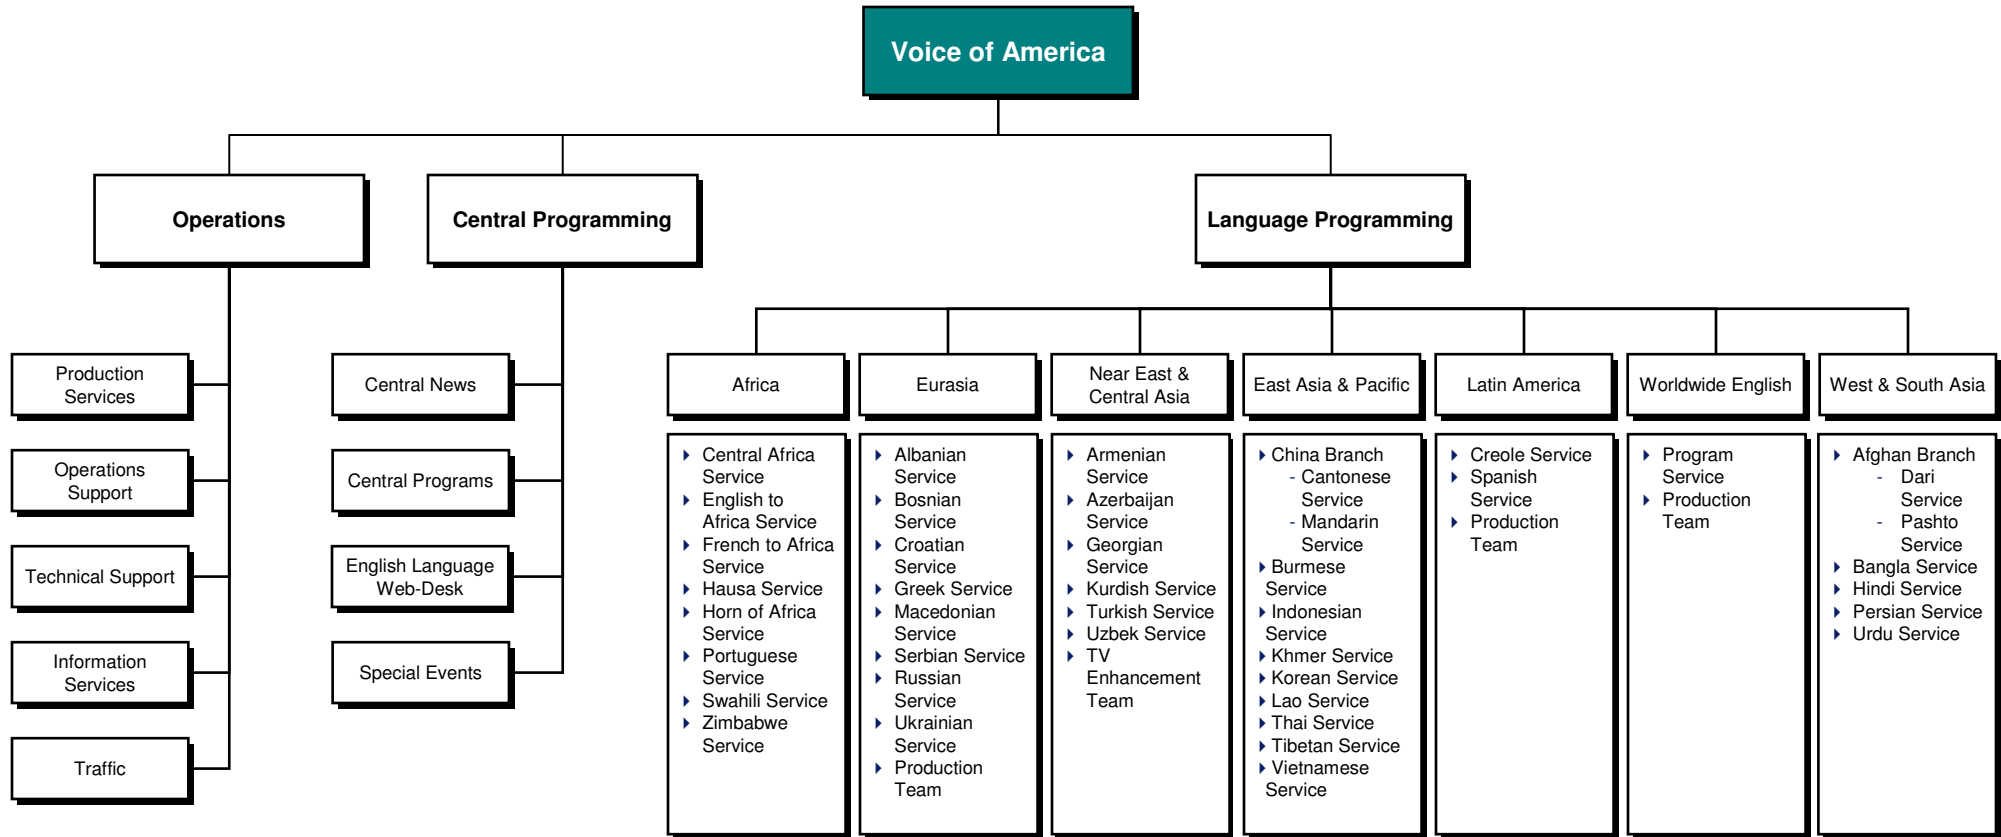 Voice of America
Operations
Central Programming
Language Programming
Production
Services
Operations
Support
Technical Support
Information
Services
Traffic
Central News
Central Programs
English Language
Web-Desk
Special Events
Africa
Central Africa
Service
English to
Africa Service
French to Africa
Service
Hausa Service
Horn of Africa
Service
Portuguese
Service
Swahili Service
Zimbabwe
Service
Eurasia
Albanian
Service
Bosnian
Service
Croatian
Service
Greek Service
Macedonian
Service
Serbian Service
Russian
Service
Ukrainian
Service
Production
Team
Near East &
Central Asia
Armenian
Service
Azerbaijan
Service
Georgian
Service
Kurdish Service
Turkish Service
Uzbek Service
TV
Enhancement
Team
East Asia & Pacific
China Branch
- Cantonese
Service
- Mandarin
Service
Burmese
Service
Indonesian
Service
Khmer Service
Korean Service
Lao Service
Thai Service
Tibetan Service
Vietnamese
Service
Latin America
Creole Service
Spanish
Service
Production
Team
Worldwide English
Program
Service
Production
Team
West & South Asia
Afghan Branch
- Dari
Service
- Pashto
Service
Bangla Service
Hindi Service
Persian Service
Urdu Service